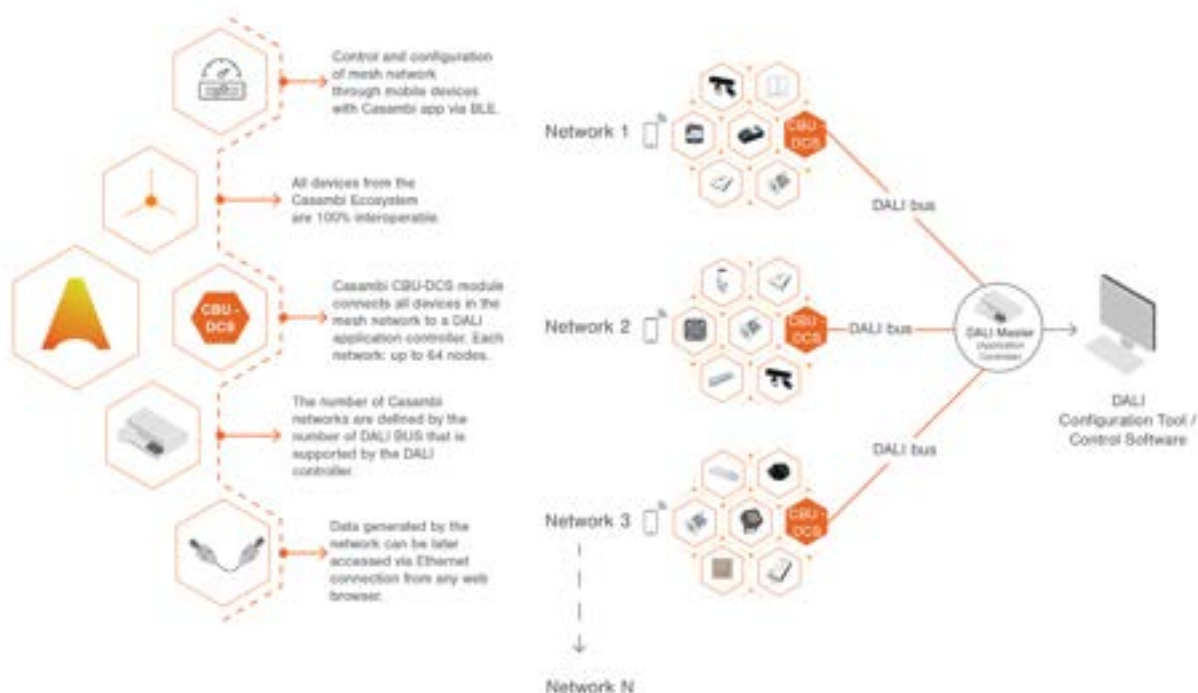 Control and configuration
of mesh network
through mobile devices
with Casambi app via BLE.
All devices from the
Casambi Ecosystem
are 100% interoperable.
CBU -
DCS
Casambi CBU-DCS module
connects all devices in the
mesh network to a DALI
application controller. Each
network: up to 64 nodes.
The number of Casambi
networks are defined by the
number of DALI BUS that is
supported by the DALI
controller.
Data generated by the
network can be later
accessed via Ethernet
connection from any web
browser.
Network 1
CBU -
DCS
DALI bus
Network 2
CBU -
DCS
DALI bus
DALI Master
(Application
Controller)
DALI
Configuration Tool /
Control Software
DALI bus
Network 3
CBU -
DCS
Network N